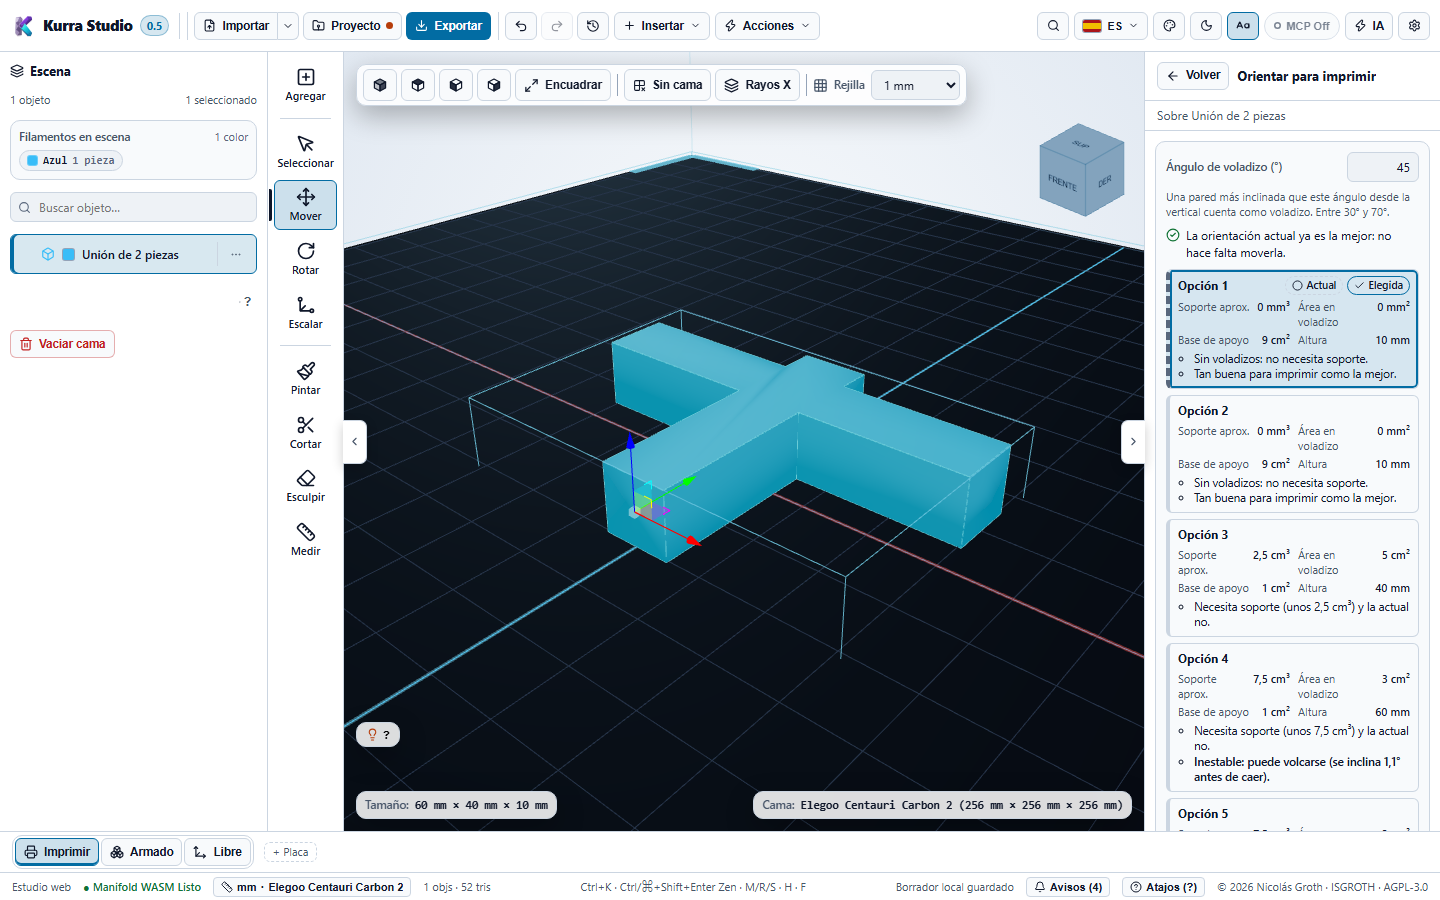 Kurra Studio 0.5
Importar
Proyecto
Exportar
Insertar
Acciones
ES
MCP Off
IA
Escena
1 objeto 1 seleccionado
Filamentos en escena 1 color
Azul 1 pieza
Buscar objeto...
Unión de 2 piezas ...
?
Vaciar cama
Agregar
Seleccionar
Mover
Rotar
Escalar
Pintar
Cortar
Esculpir
Medir
Encuadrar
Sin cama
Rayos X
Rejilla
1 mm
FRENTE
DER
?
Tamaño: 60 mm × 40 mm × 10 mm
Cama: Elegoo Centauri Carbon 2 (256 mm × 256 mm × 256 mm)
Volver
Orientar para imprimir
Sobre Unión de 2 piezas
Ángulo de voladizo (°) 45
Una pared más inclinada que este ángulo desde la
vertical cuenta como voladizo. Entre 30° y 70°.
La orientación actual ya es la mejor: no
hace falta moverla.
Opción 1 Actual Elegida
Soporte aprox. 0 mm³ Área en voladizo 0 mm²
Base de apoyo 9 cm² Altura 10 mm
Sin voladizos: no necesita soporte.
Tan buena para imprimir como la mejor.
Opción 2
Soporte aprox. 0 mm³ Área en voladizo 0 mm²
Base de apoyo 9 cm² Altura 10 mm
Sin voladizos: no necesita soporte.
Tan buena para imprimir como la mejor.
Opción 3
Soporte aprox. 2,5 cm³ Área en voladizo 5 cm²
Base de apoyo 1 cm² Altura 40 mm
Necesita soporte (unos 2,5 cm³) y la actual
no.
Opción 4
Soporte aprox. 7,5 cm³ Área en voladizo 3 cm²
Base de apoyo 1 cm² Altura 60 mm
Necesita soporte (unos 7,5 cm³) y la actual
no.
Inestable: puede volcarse (se inclina 1,1°
antes de caer).
Opción 5
Imprimir
Armado
Libre
+ Placa
Estudio web
Manifold WASM Listo
mm · Elegoo Centauri Carbon 2
1 objs · 52 tris
Ctrl+K · Ctrl/⌘+Shift+Enter Zen · M/R/S · H · F
Borrador local guardado
Avisos (4)
Atajos (?)
© 2026 Nicolás Groth · ISGROTH · AGPL-3.0